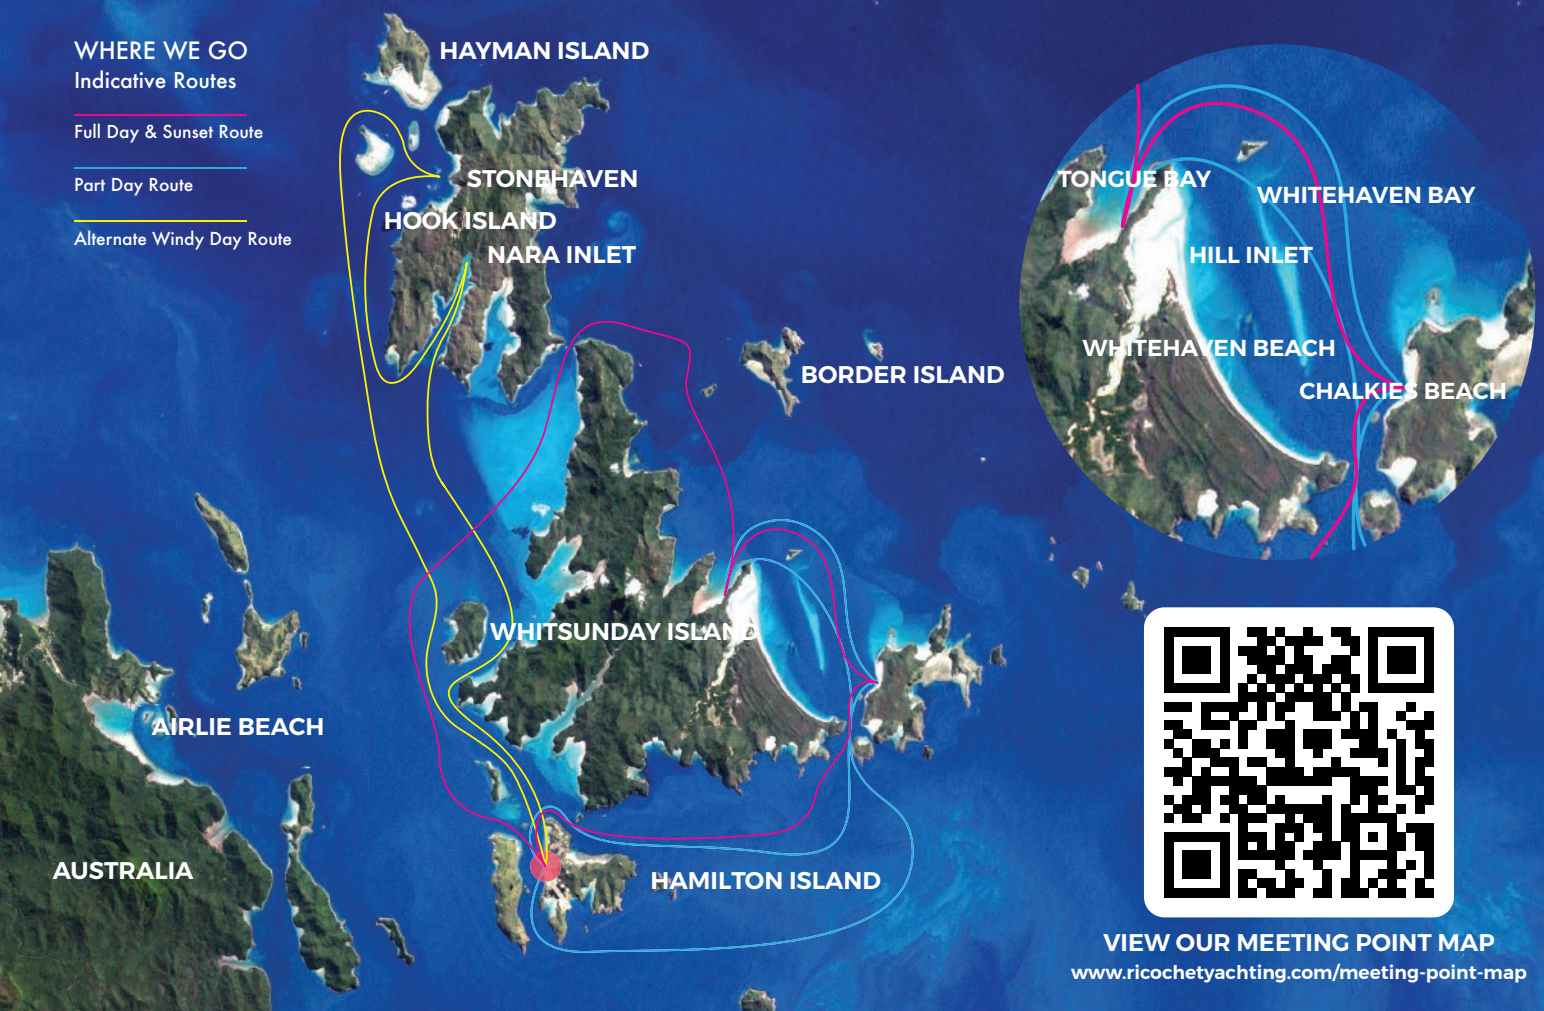 WHERE WE GO
Indicative Routes
Full Day & Sunset Route
Part Day Route
Alternate Windy Day Route
HAYMAN ISLAND
STONEHAVEN
HOOK ISLAND
NARA INLET
BORDER ISLAND
WHITSUNDAY ISLAND
AIRLIE BEACH
AUSTRALIA
HAMILTON ISLAND
TONGUE BAY
WHITEHAVEN BAY
HILL INLET
WHITEHAVEN BEACH
CHALKIES BEACH
VIEW OUR MEETING POINT MAP
www.ricochetyachting.com/meeting-point-map